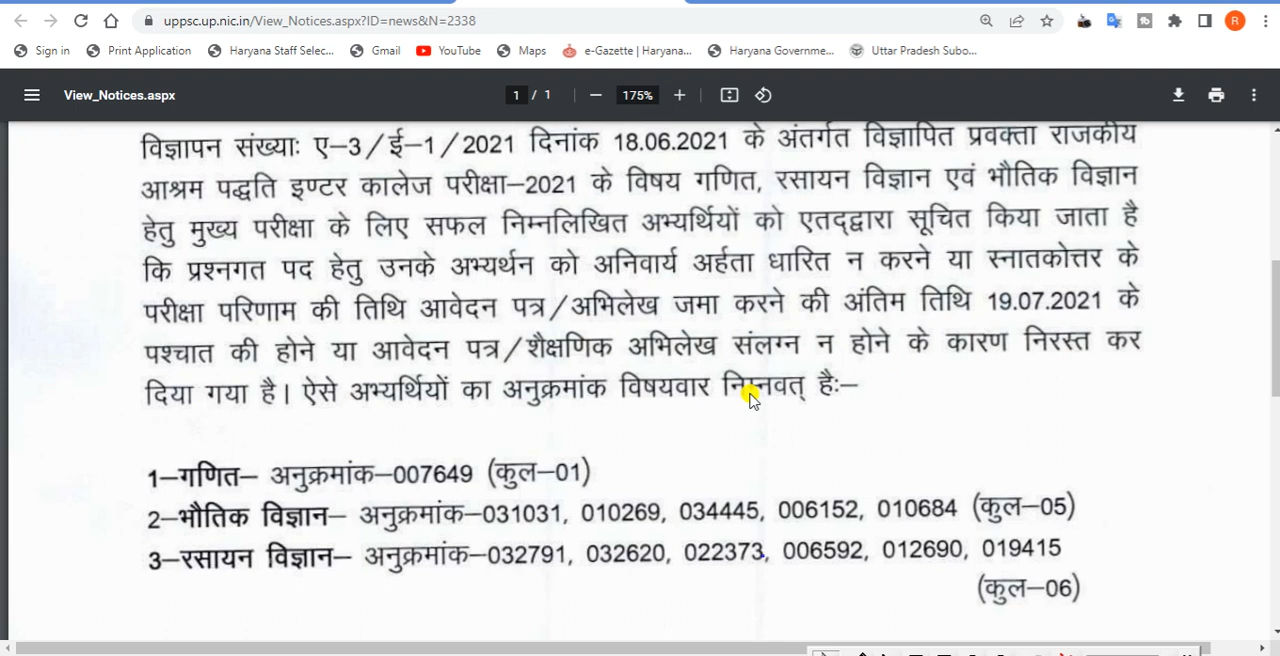 uppsc.up.nic.in/View_Notices.aspx?ID=news&N=2338
R
Sign in Print Application Haryana Staff Selec... Gmail YouTube Maps e-Gazette | Haryana... Haryana Governme... Uttar Pradesh Subo...
View_Notices.aspx 1 / 1 175%
विज्ञापन संख्याः ए–3/ई–1/2021 दिनांक 18.06.2021 के अंतर्गत विज्ञापित प्रवक्ता राजकीय
आश्रम पद्धति इण्टर कालेज परीक्षा–2021 के विषय गणित, रसायन विज्ञान एवं भौतिक विज्ञान
हेतु मुख्य परीक्षा के लिए सफल निम्नलिखित अभ्यर्थियों को एतद्द्वारा सूचित किया जाता है
कि प्रश्नगत पद हेतु उनके अभ्यर्थन को अनिवार्य अर्हता धारित न करने या स्नातकोत्तर के
परीक्षा परिणाम की तिथि आवेदन पत्र/अभिलेख जमा करने की अंतिम तिथि 19.07.2021 के
पश्चात की होने या आवेदन पत्र/शैक्षणिक अभिलेख संलग्न न होने के कारण निरस्त कर
दिया गया है। ऐसे अभ्यर्थियों का अनुक्रमांक विषयवार निम्नवत् हैः–
1–गणित– अनुक्रमांक–007649 (कुल–01)
2–भौतिक विज्ञान– अनुक्रमांक–031031, 010269, 034445, 006152, 010684 (कुल–05)
3–रसायन विज्ञान– अनुक्रमांक–032791, 032620, 022373, 006592, 012690, 019415
(कुल–06)